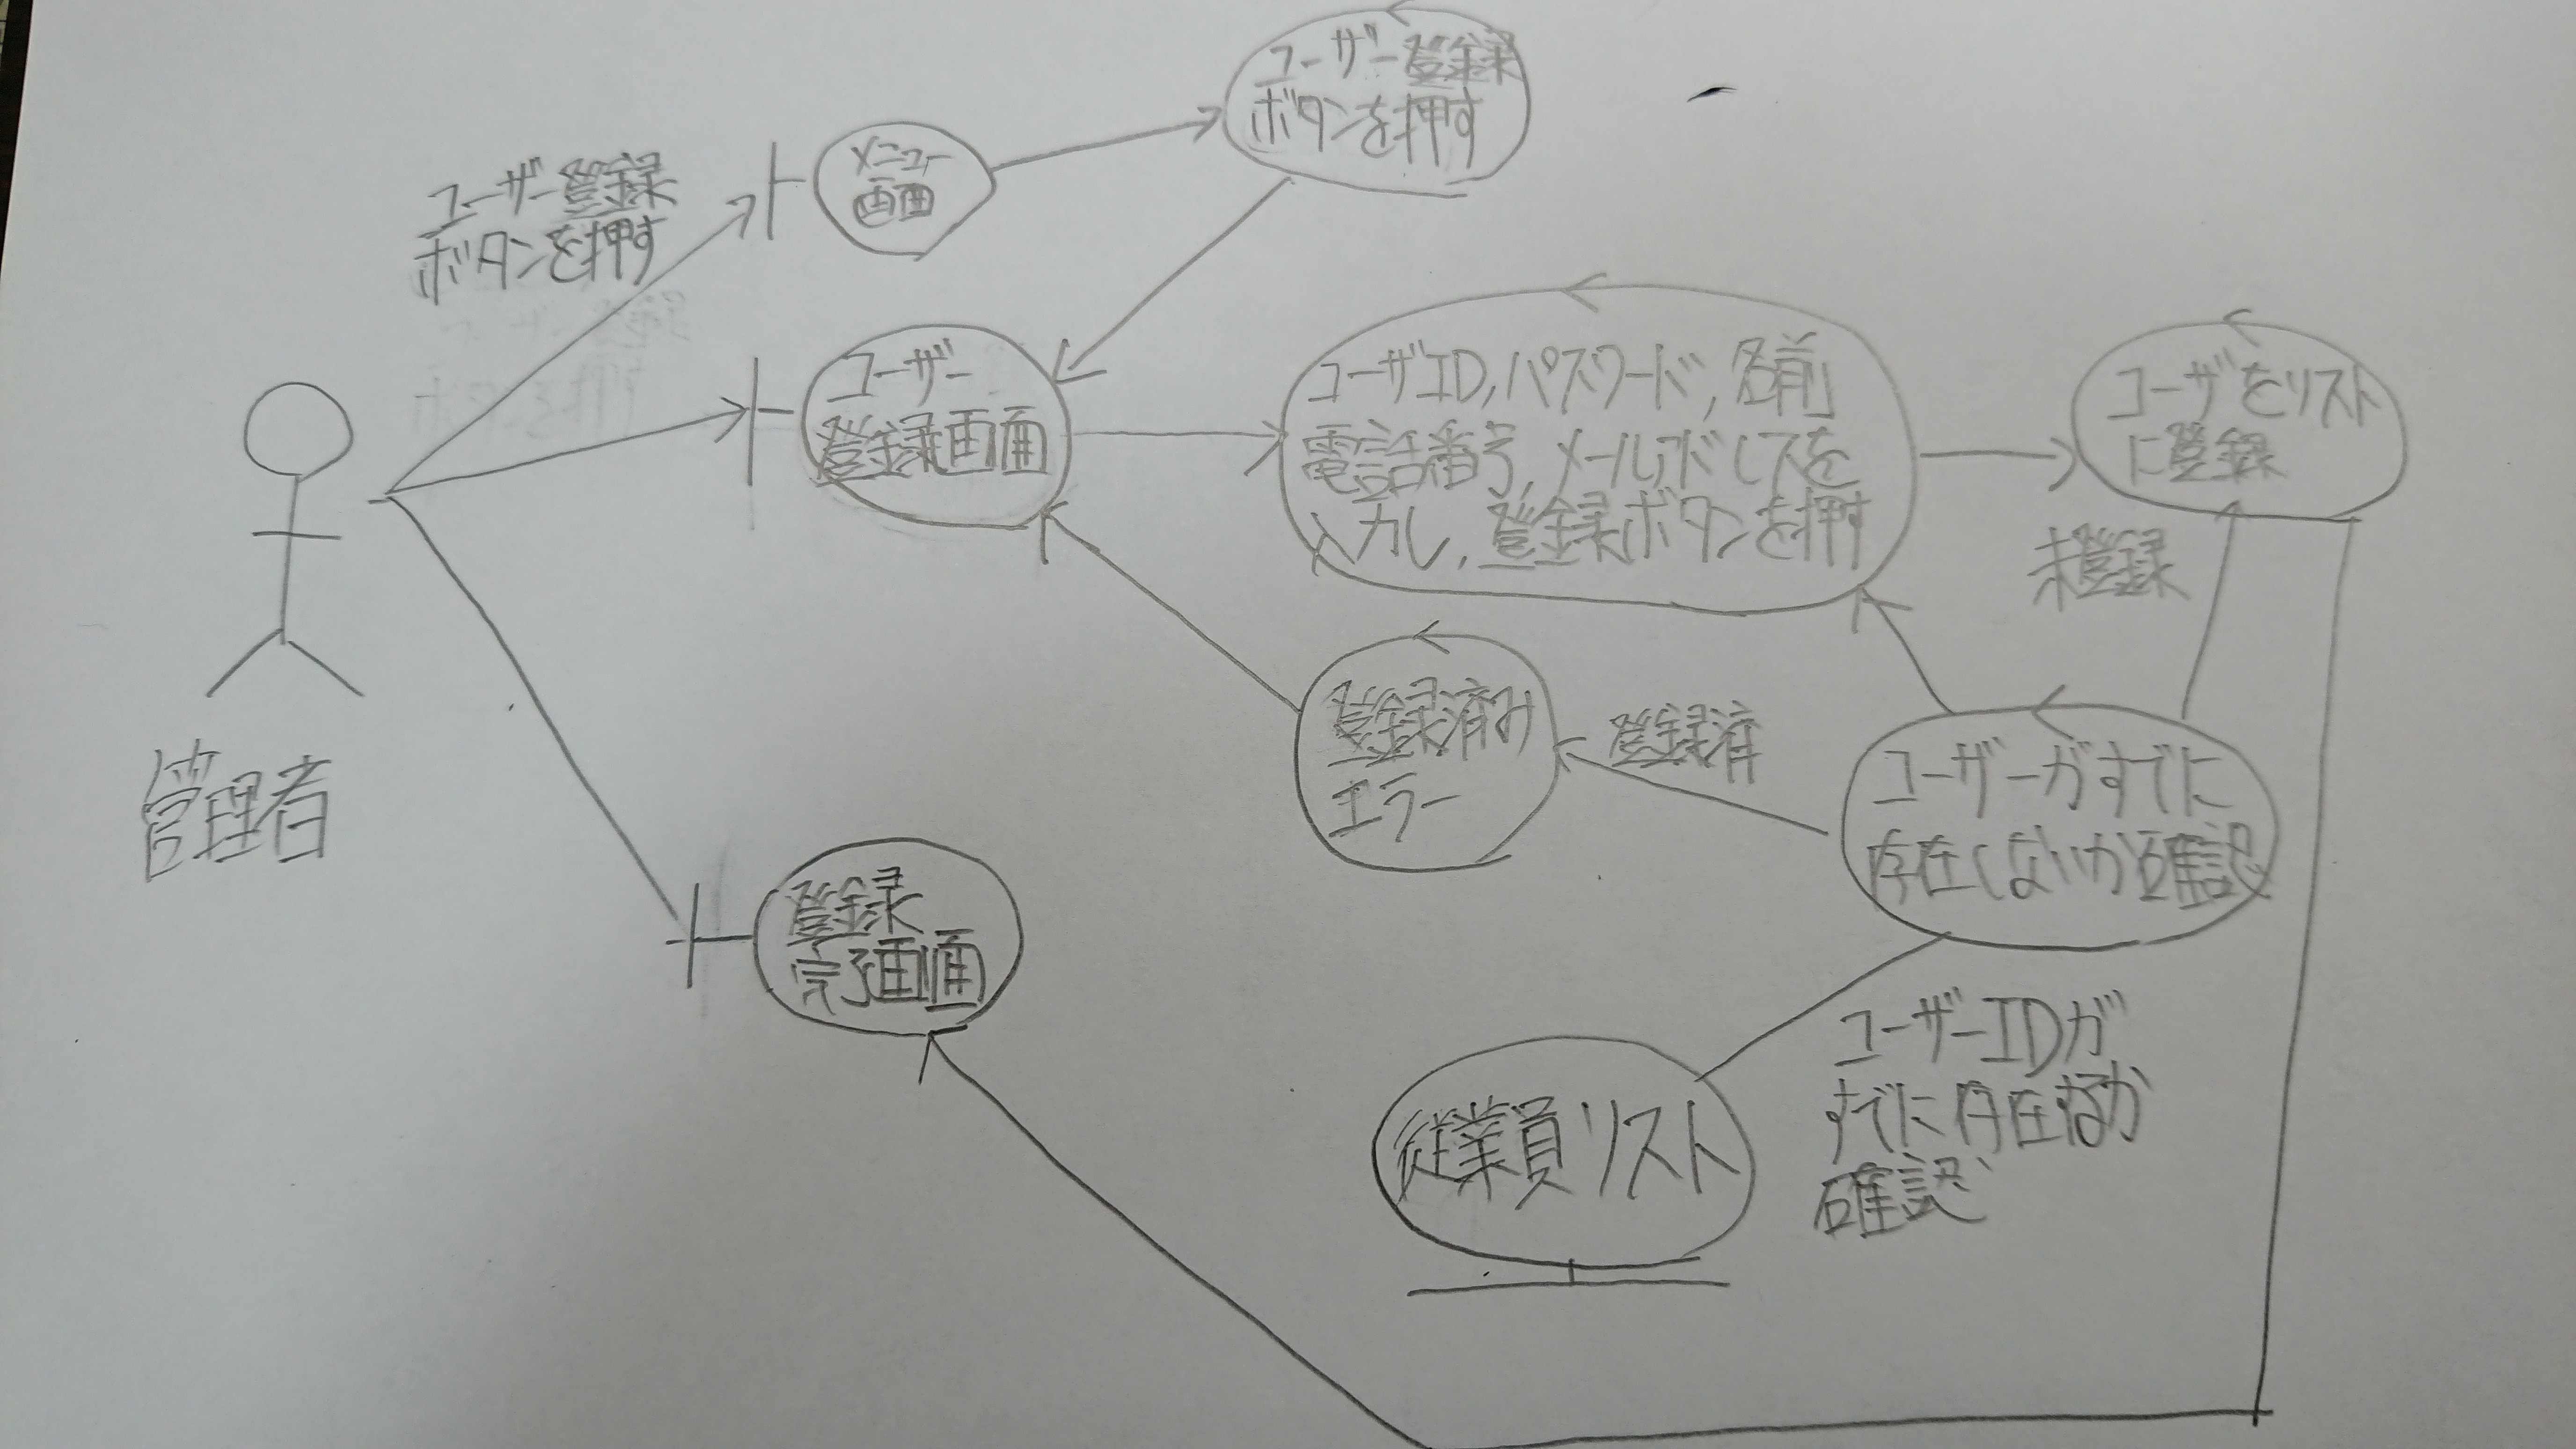 ユーザー登録
ボタンを押す
メニュー
画面
ユーザー登録
ボタンを押す
ユーザー
登録画面
ユーザID,パスワード,名前
電話番号,メールアドレスを
入力し,登録ボタンを押す
ユーザをリスト
に登録
未登録
登録済み
エラー
登録済
ユーザーがすでに
存在しないか確認
管理者
登録
完了画面
従業員リスト
ユーザーIDが
すでに存在するか
確認